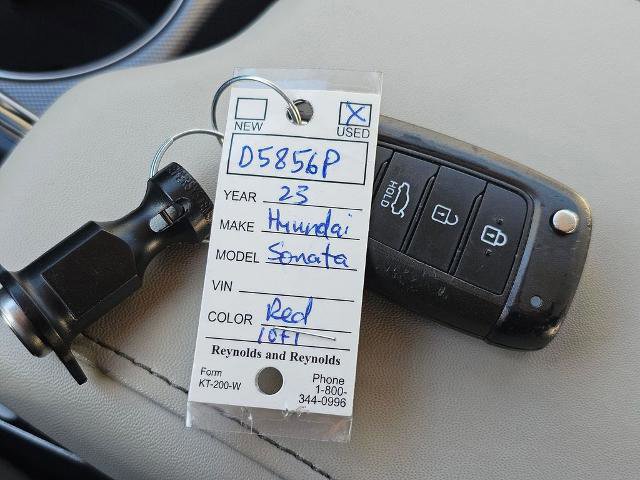 X
NEW USED
D5856P
YEAR 23
MAKE Hyundai
MODEL Sonata
VIN
COLOR Red
10f1
Reynolds and Reynolds
Form
KT-200-W
Phone
1-800-
344-0996
HOLD